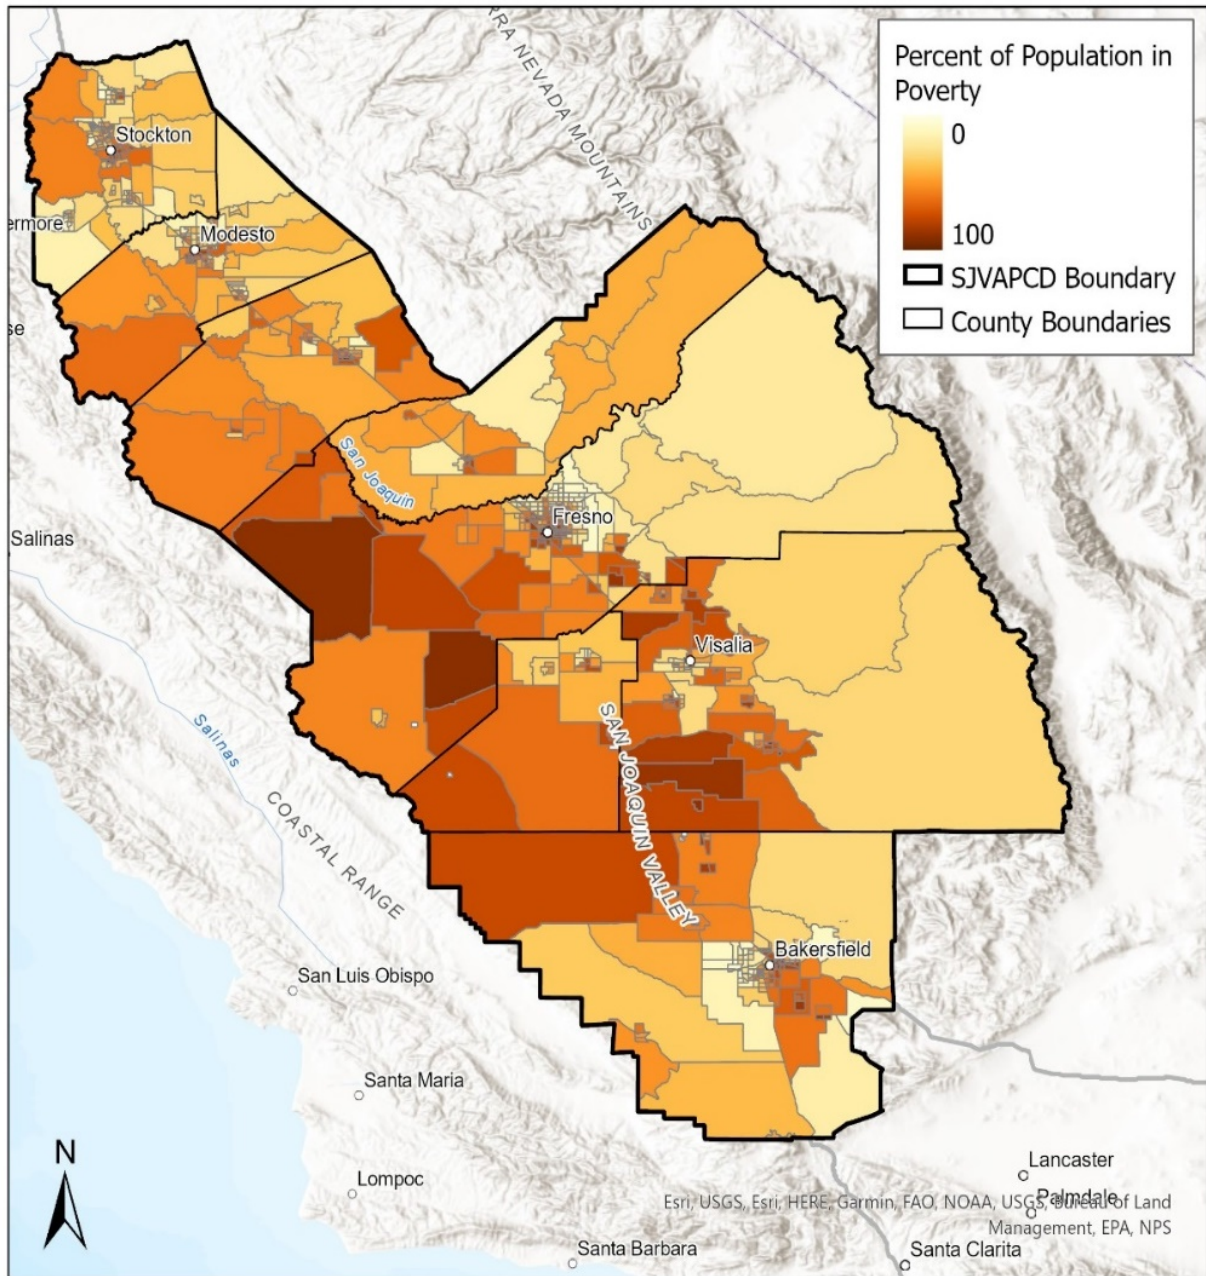 RRA NEVADA MOUNTAINS
Percent of Population in
Poverty
0
100
SJVAPCD Boundary
County Boundaries
Stockton
ermore
Modesto
se
San Joaquin
Fresno
Salinas
Visalia
SAN JOAQUIN VALLEY
Salinas
COASTAL RANGE
Bakersfield
San Luis Obispo
Santa Maria
N
Lompoc
Lancaster
Palmdale
Esri, USGS, Esri, HERE, Garmin, FAO, NOAA, USGS, Bureau of Land
Management, EPA, NPS
Santa Barbara
Santa Clarita